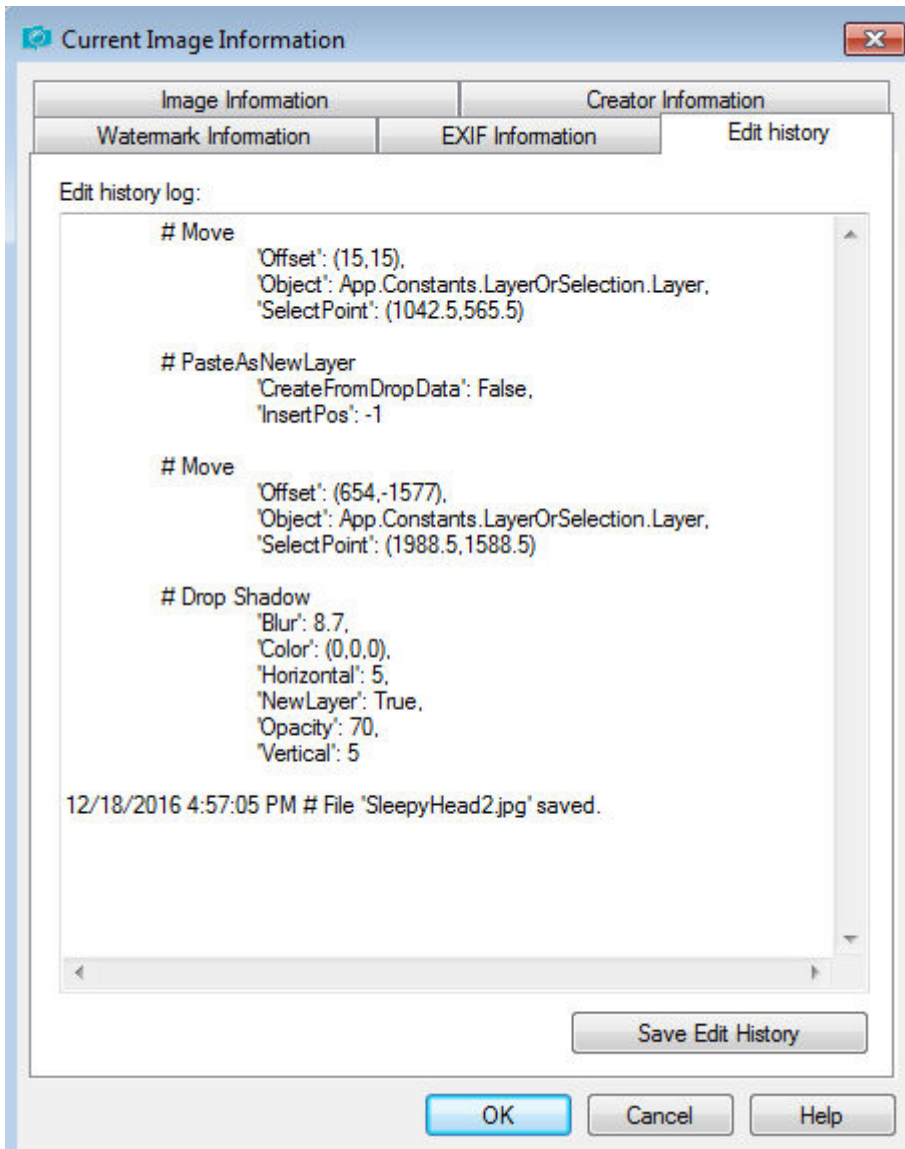 Current Image Information
Image Information
Creator Information
Watermark Information
EXIF Information
Edit history
Edit history log:
# Move
'Offset': (15,15),
'Object': App.Constants.LayerOrSelection.Layer,
'SelectPoint': (1042.5,565.5)
# PasteAsNewLayer
'CreateFromDropData': False,
'InsertPos': -1
# Move
'Offset': (654,-1577),
'Object': App.Constants.LayerOrSelection.Layer,
'SelectPoint': (1988.5,1588.5)
# Drop Shadow
'Blur': 8.7,
'Color': (0,0,0),
'Horizontal': 5,
'NewLayer': True,
'Opacity': 70,
'Vertical': 5
12/18/2016 4:57:05 PM # File 'SleepyHead2.jpg' saved.
Save Edit History
OK
Cancel
Help